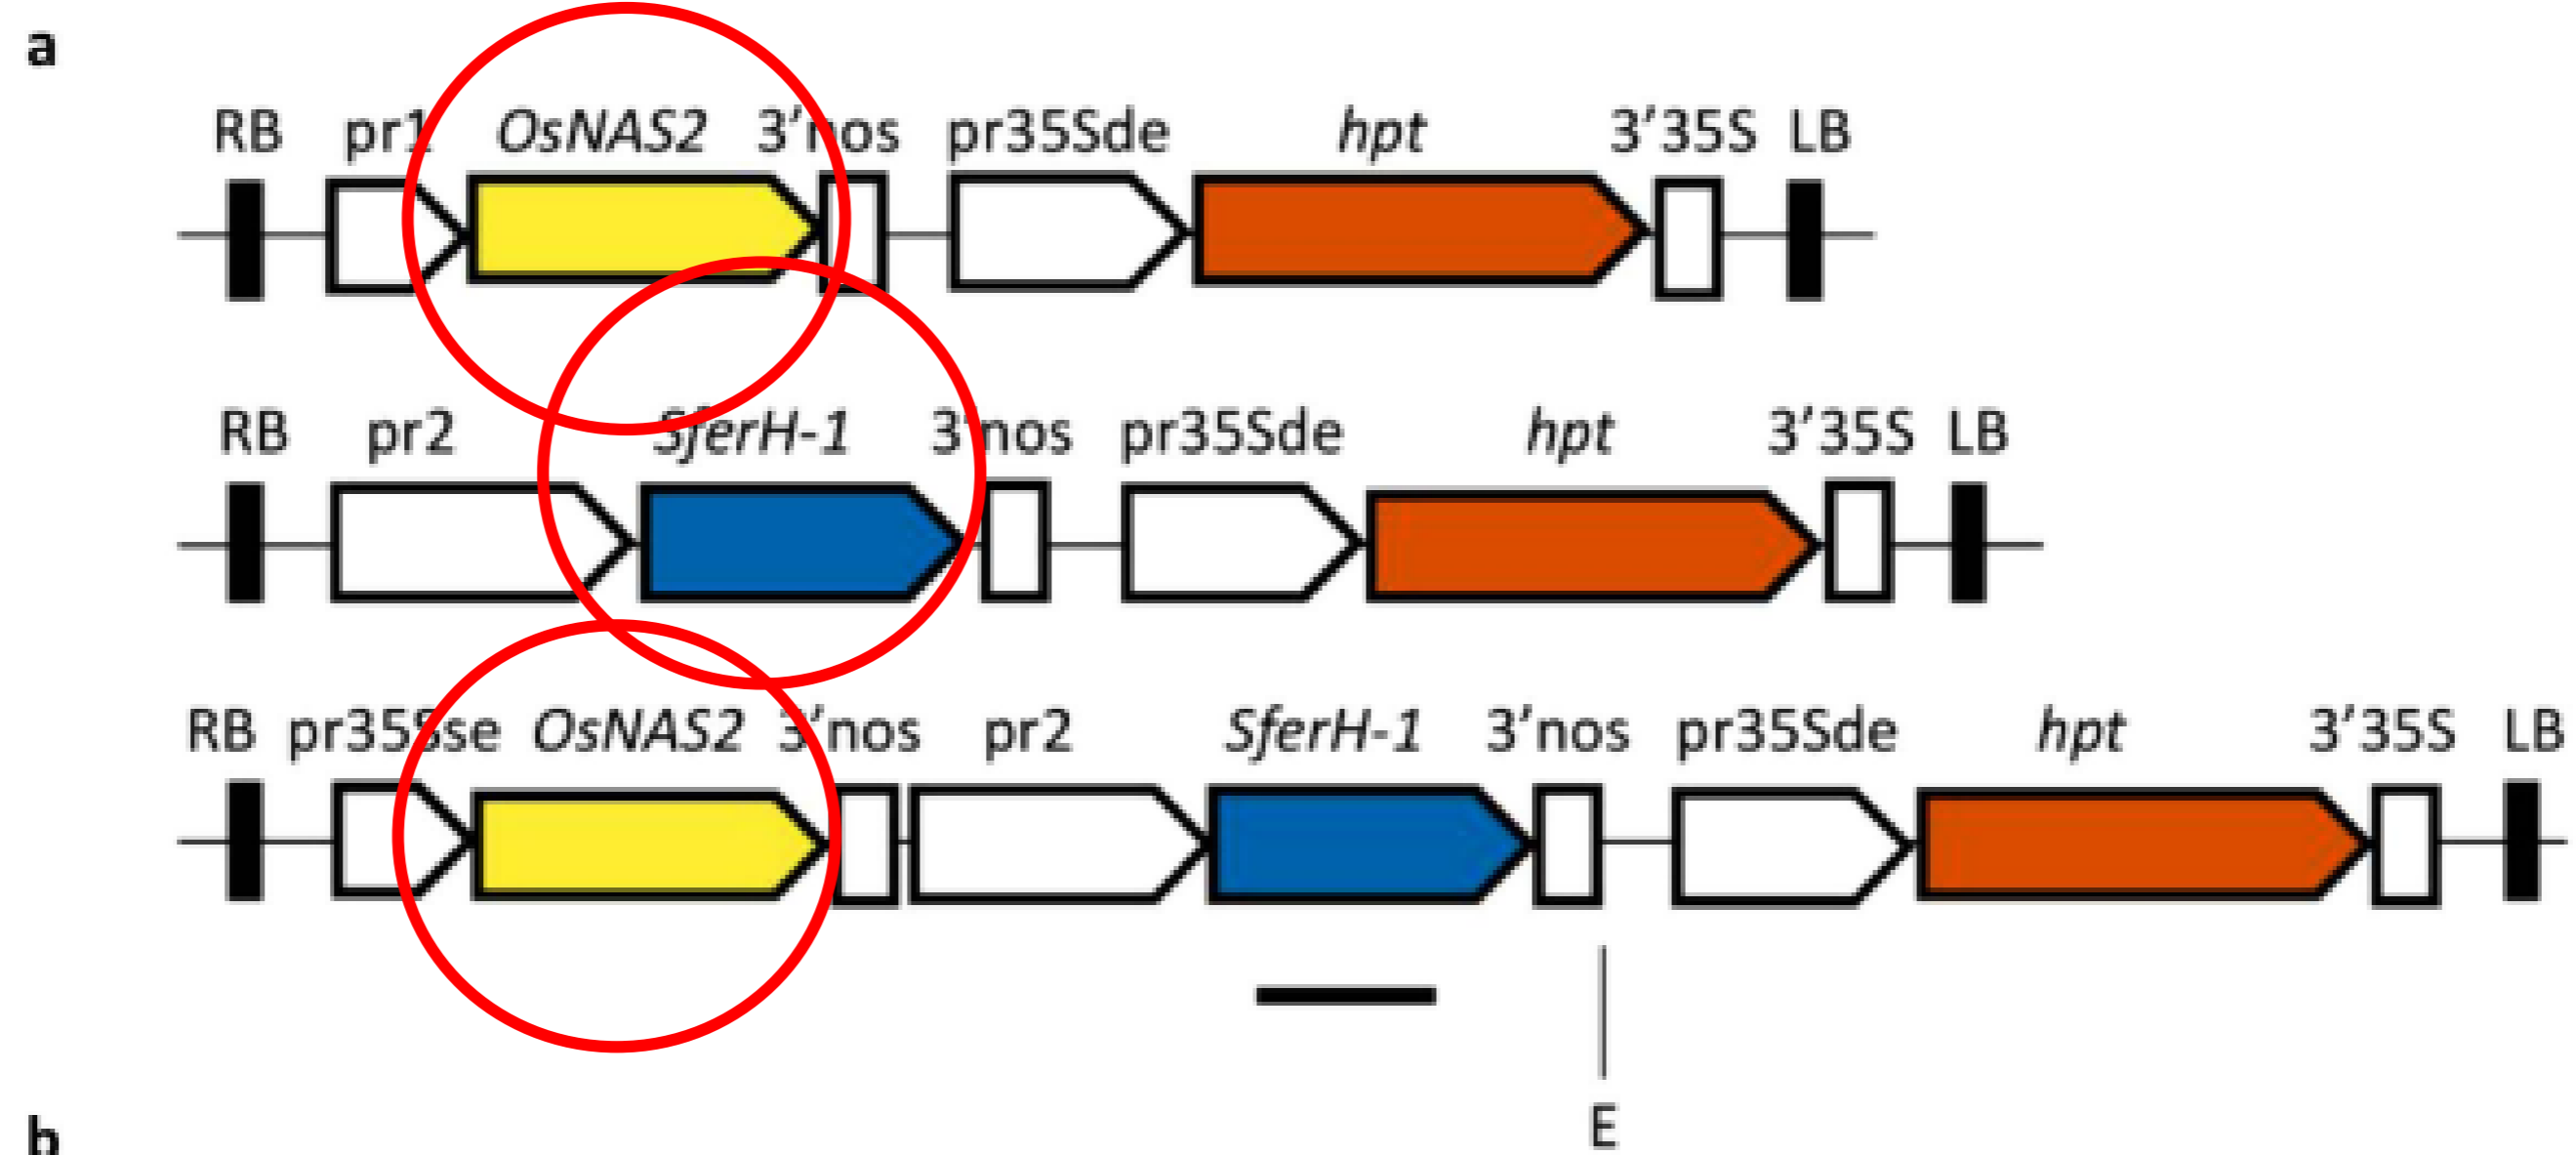 a
RB pr1 OsNAS2 3'nos pr35Sde hpt 3'35S LB
RB pr2 SferH-1 3'nos pr35Sde hpt 3'35S LB
RB pr35Sse OsNAS2 3'nos pr2 SferH-1 3'nos pr35Sde hpt 3'35S LB
E
b